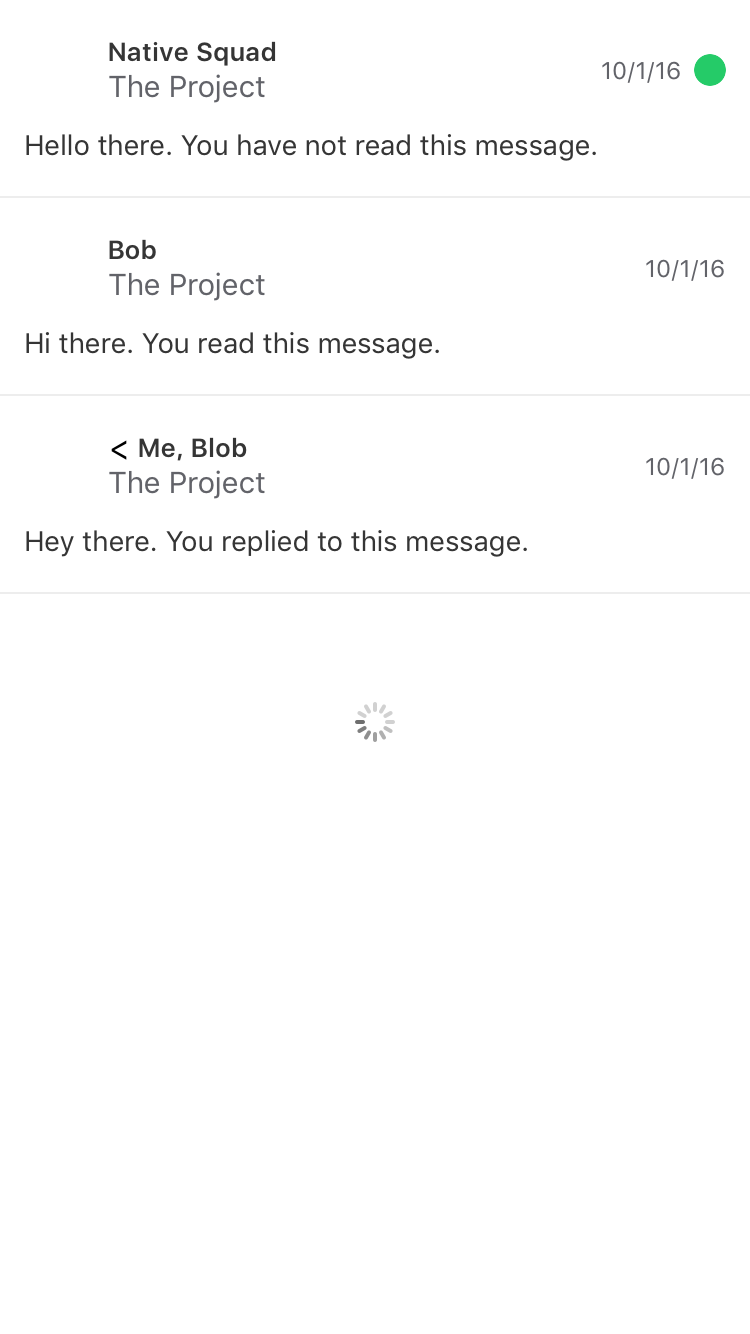 Native Squad
The Project
10/1/16
Hello there. You have not read this message.
Bob
The Project
10/1/16
Hi there. You read this message.
< Me, Blob
The Project
10/1/16
Hey there. You replied to this message.